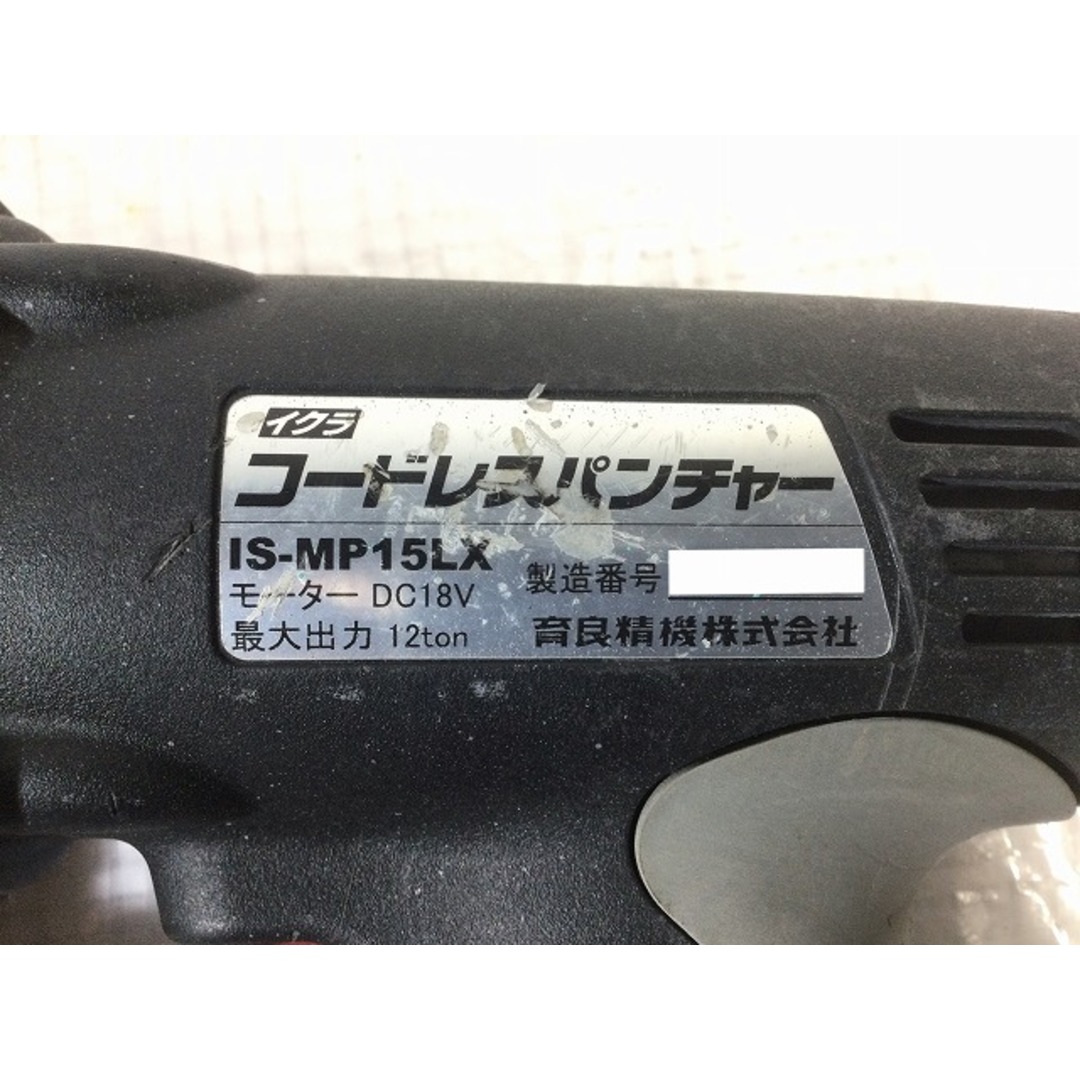 イクラ
コードレスパンチャー
IS-MP15LX
モーター DC18V
製造番号
最大出力 12ton
育良精機株式会社